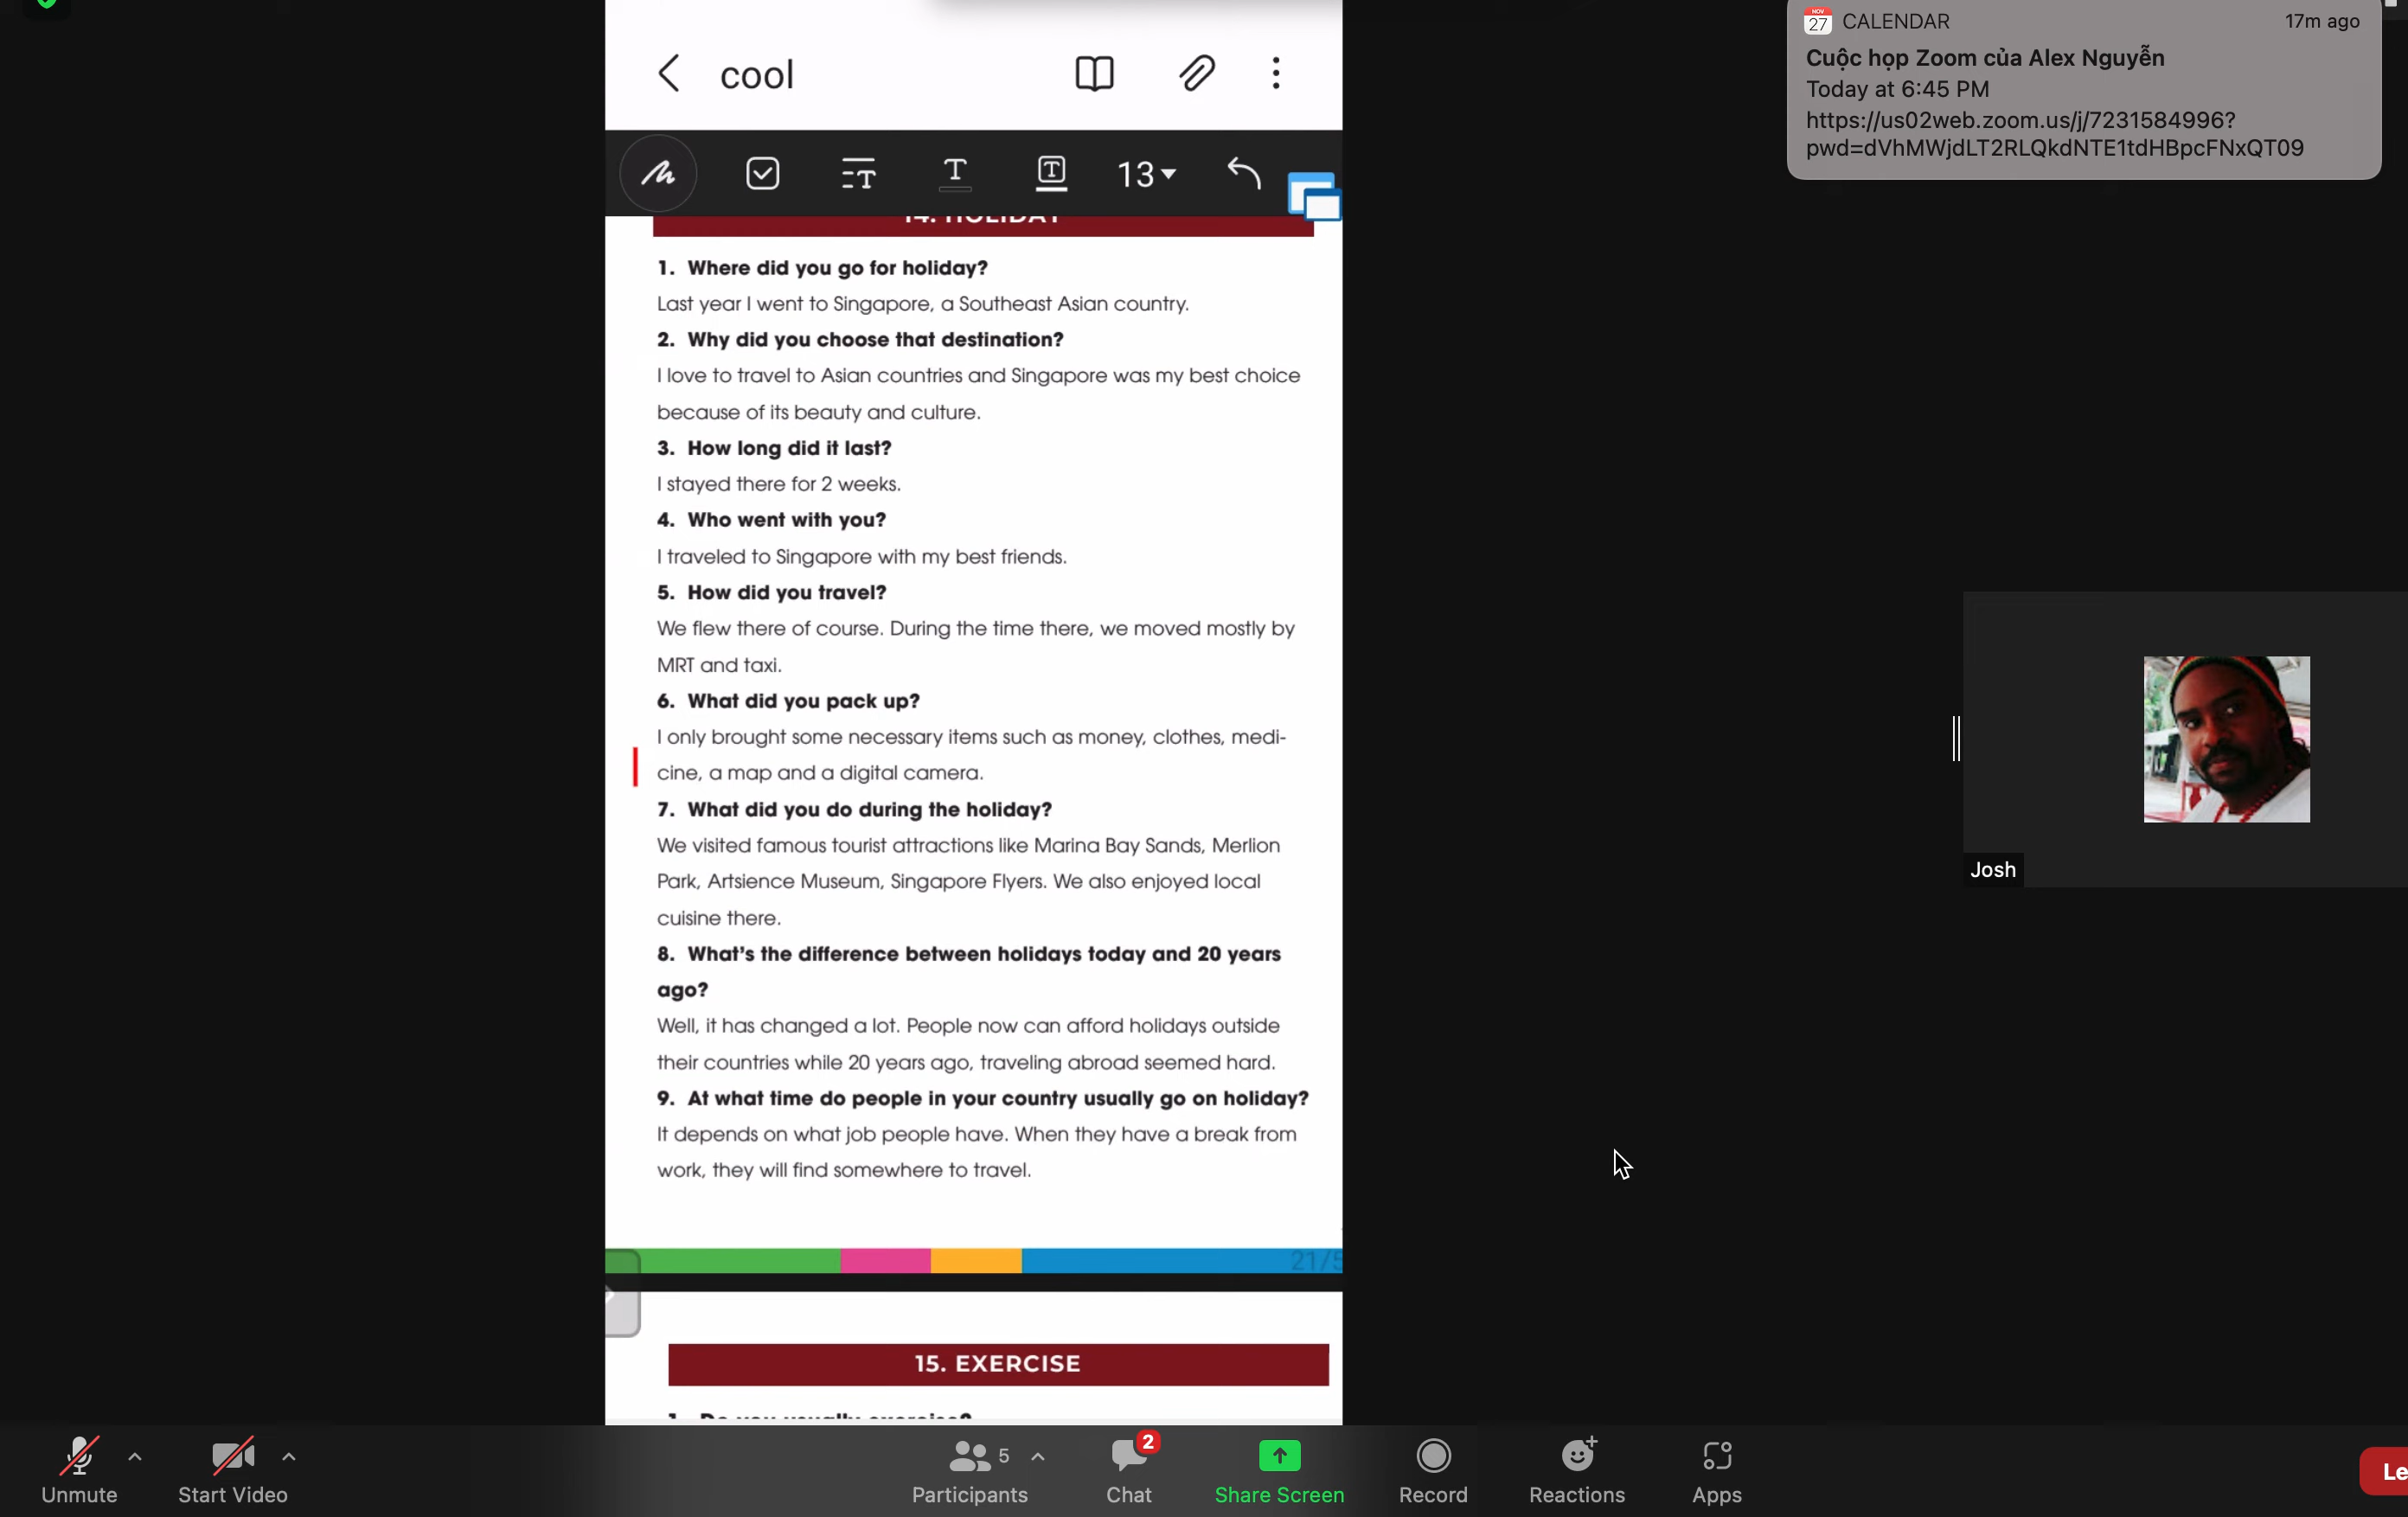 NOV
27
CALENDAR
17m ago
Cuộc họp Zoom của Alex Nguyễn
Today at 6:45 PM
https://us02web.zoom.us/j/7231584996?
pwd=dVhMWjdLT2RLQkdNTE1tdHBpcFNxQT09
cool
13
14. HOLIDAY
1. Where did you go for holiday?
Last year I went to Singapore, a Southeast Asian country.
2. Why did you choose that destination?
I love to travel to Asian countries and Singapore was my best choice
because of its beauty and culture.
3. How long did it last?
I stayed there for 2 weeks.
4. Who went with you?
I traveled to Singapore with my best friends.
5. How did you travel?
We flew there of course. During the time there, we moved mostly by
MRT and taxi.
6. What did you pack up?
I only brought some necessary items such as money, clothes, medi-
cine, a map and a digital camera.
7. What did you do during the holiday?
We visited famous tourist attractions like Marina Bay Sands, Merlion
Park, Artsience Museum, Singapore Flyers. We also enjoyed local
cuisine there.
8. What's the difference between holidays today and 20 years
ago?
Well, it has changed a lot. People now can afford holidays outside
their countries while 20 years ago, traveling abroad seemed hard.
9. At what time do people in your country usually go on holiday?
It depends on what job people have. When they have a break from
work, they will find somewhere to travel.
21/5
15. EXERCISE
1. Do you usually exercise?
Josh
Unmute
Start Video
5
Participants
2
Chat
Share Screen
Record
Reactions
Apps
Le